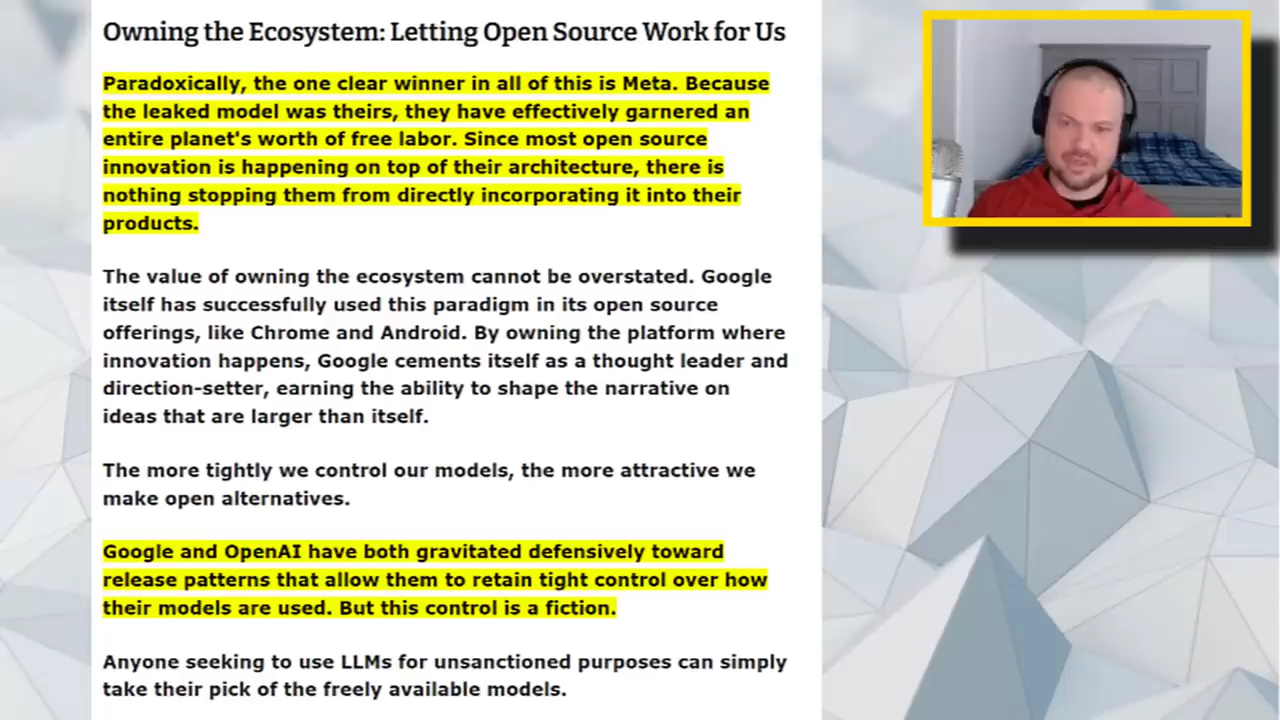 Owning the Ecosystem: Letting Open Source Work for Us
Paradoxically, the one clear winner in all of this is Meta. Because
the leaked model was theirs, they have effectively garnered an
entire planet's worth of free labor. Since most open source
innovation is happening on top of their architecture, there is
nothing stopping them from directly incorporating it into their
products.
The value of owning the ecosystem cannot be overstated. Google
itself has successfully used this paradigm in its open source
offerings, like Chrome and Android. By owning the platform where
innovation happens, Google cements itself as a thought leader and
direction-setter, earning the ability to shape the narrative on
ideas that are larger than itself.
The more tightly we control our models, the more attractive we
make open alternatives.
Google and OpenAI have both gravitated defensively toward
release patterns that allow them to retain tight control over how
their models are used. But this control is a fiction.
Anyone seeking to use LLMs for unsanctioned purposes can simply
take their pick of the freely available models.